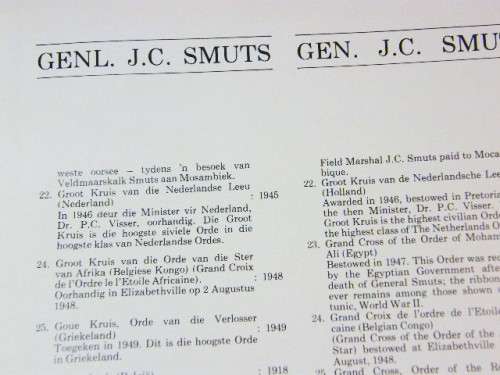 GENL. J.C. SMUTS
weste oorsee – tydens 'n besoek van
Veldmaarskalk Smuts aan Mosambiek.
22. Groot Kruis van die Nederlandse Leeu
(Nederland) : 1945
In 1946 deur die Minister vir Nederland,
Dr. P.C. Visser, oorhandig. Die Groot
Kruis is die hoogste siviele Orde in die
hoogste klas van Nederlandse Ordes.
24. Groot Kruis van die Orde van die Ster
van Afrika (Belgiese Kongo) (Grand Croix
de l'Ordre le l'Etoile Africaine). : 1948
Oorhandig in Elizabethville op 2 Augustus
1948.
25. Goue Kruis, Orde van die Verlosser
(Griekeland) : 1949
Toegeken in 1949. Dit is die hoogste Orde
in Griekeland.
: 1918
GEN. J.C. SMU
Field Marshal J.C. Smuts paid to Moca
bique.
22. Groot Kruis van de Nederlandsche Lee
(Holland)
Awarded in 1946, bestowed in Pretoria
the then Minister, Dr. P.C. Visser.
Groot Kruis is the highest civilian Orde
the highest class of The Netherlands O
23. Grand Cross of the Order of Moham
Ali (Egypt)
Bestowed in 1947. This Order was rec
by the Egyptian Government after
death of General Smuts; the ribbon
ever remains among those shown
tunic, World War II.
24. Grand Croix de l'ordre de l'Etoile
caine (Belgian Congo)
(Grand Cross of the Order of the
Star) bestowed at Elizabethville
August, 1948.
25. Grand Cross, Order of the